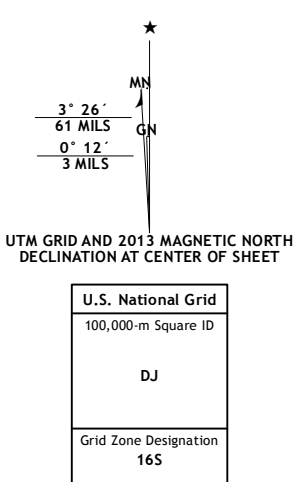 ★
MN
3° 26´
61 MILS
GN
0° 12´
3 MILS
UTM GRID AND 2013 MAGNETIC NORTH
DECLINATION AT CENTER OF SHEET
U.S. National Grid
100,000-m Square ID
DJ
Grid Zone Designation
16S